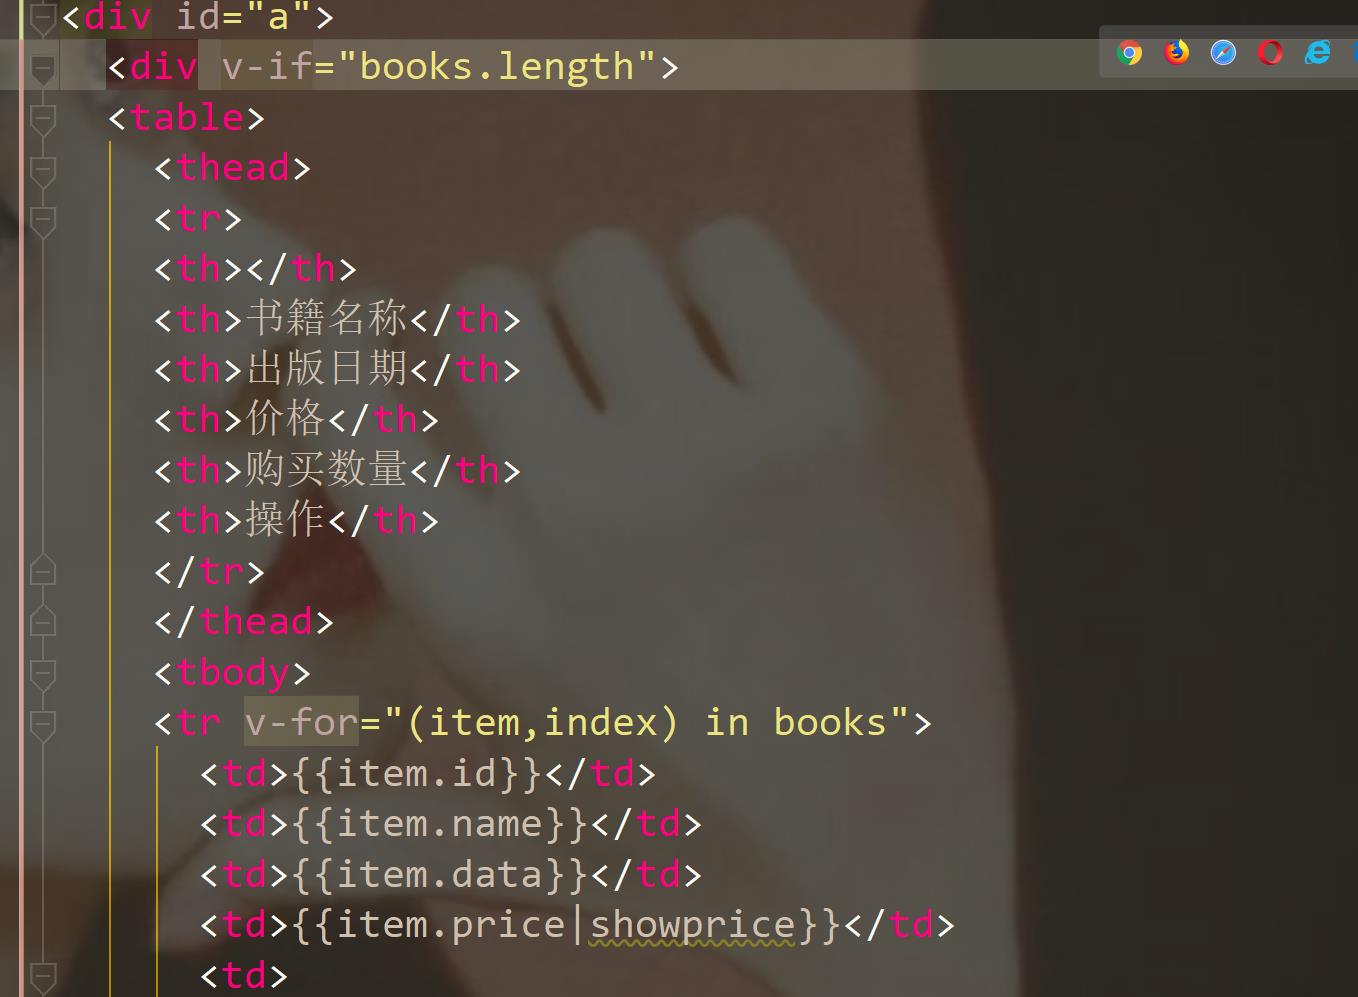 <div id="a">
<div v-if="books.length">
<table>
<thead>
<tr>
<th></th>
<th>书籍名称</th>
<th>出版日期</th>
<th>价格</th>
<th>购买数量</th>
<th>操作</th>
</tr>
</thead>
<tbody>
<tr v-for="(item,index) in books">
<td>{{item.id}}</td>
<td>{{item.name}}</td>
<td>{{item.data}}</td>
<td>{{item.price|showprice}}</td>
<td>